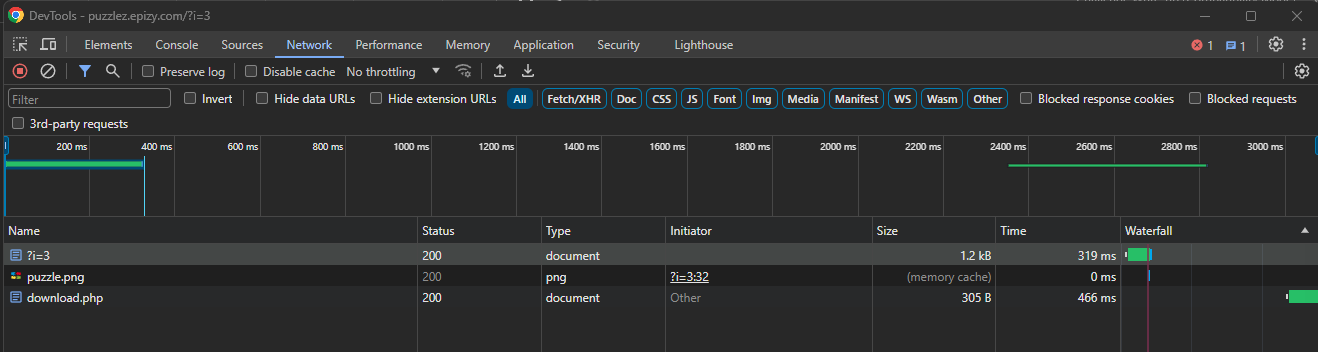 DevTools - puzzlez.epizy.com/?i=3
Elements Console Sources Network Performance Memory Application Security Lighthouse 1 1
Preserve log Disable cache No throttling
Filter Invert Hide data URLs Hide extension URLs All Fetch/XHR Doc CSS JS Font Img Media Manifest WS Wasm Other Blocked response cookies Blocked requests
3rd-party requests
200 ms 400 ms 600 ms 800 ms 1000 ms 1200 ms 1400 ms 1600 ms 1800 ms 2000 ms 2200 ms 2400 ms 2600 ms 2800 ms 3000 ms
Name Status Type Initiator Size Time Waterfall
?i=3 200 document 1.2 kB 319 ms
puzzle.png 200 png ?i=3:32 (memory cache) 0 ms
download.php 200 document Other 305 B 466 ms